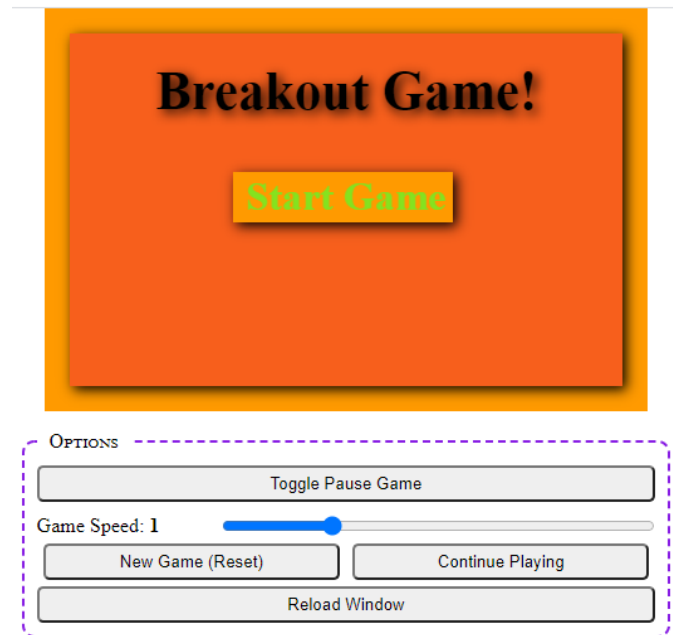 Breakout Game!
Start Game
Options
Toggle Pause Game
Game Speed: 1
New Game (Reset) Continue Playing
Reload Window